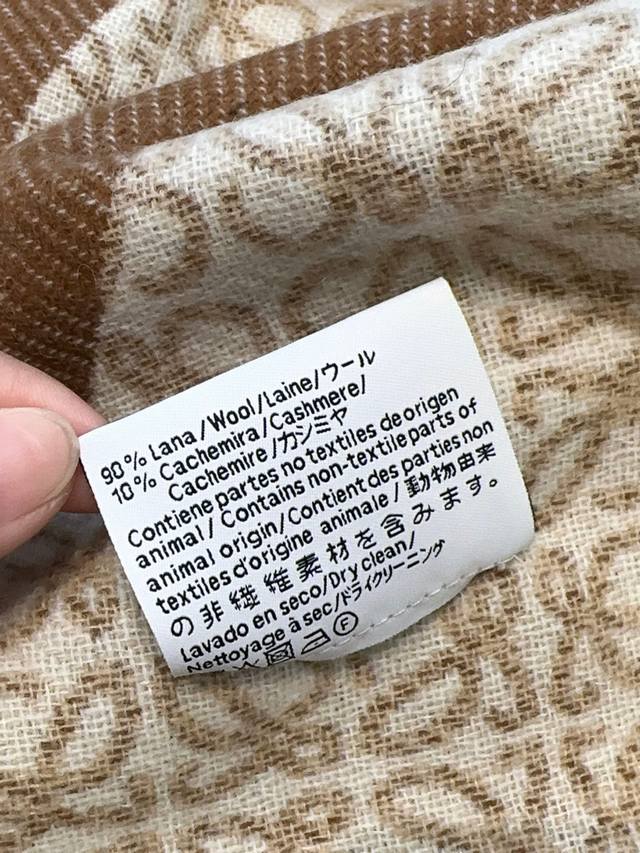 90% Lana/Wool/Laine/ウール
10% Cachemira/Cashmere/
Cachemire/カシミヤ
Contiene partes no textiles de origen
animal/Contains non-textile parts of
animal origin/Contient des parties non
textiles d'origine animale/動物由来
の非繊維素材を含みます。
Lavado en seco/Dry clean/
Nettoyage à sec/ドライクリーニング
F